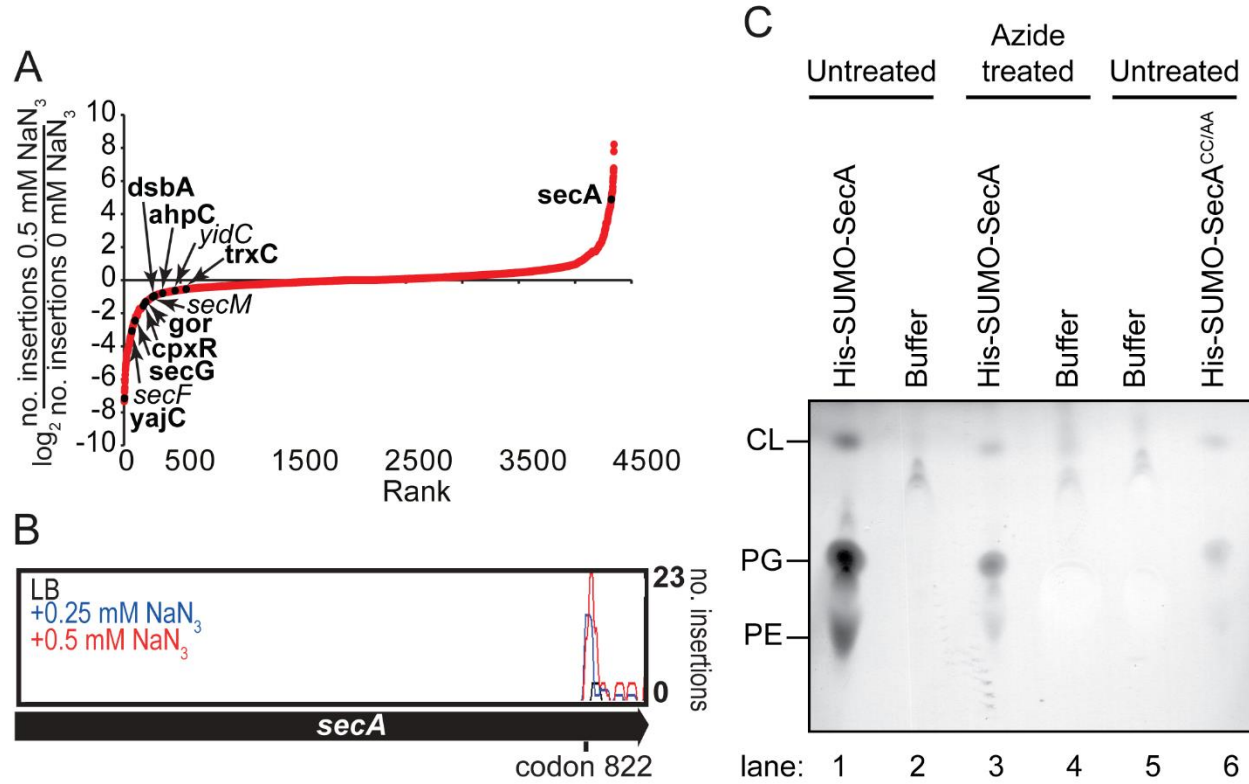 A
log₂ no. insertions 0.5 mM NaN₃
no. insertions 0 mM NaN₃
10
8
6
4
2
0
-2
-4
-6
-8
-10
dsbA
ahpC
yidC
trxC
secM
gor
cpxR
secG
secF
yajC
secA
0 500 1500 2500 3500 4500
Rank
B
LB
+0.25 mM NaN₃
+0.5 mM NaN₃
23
0
no. insertions
secA
codon 822
C
Untreated
Azide
treated
Untreated
His-SUMO-SecA
Buffer
His-SUMO-SecA
Buffer
Buffer
His-SUMO-SecA^CC/AA
CL
PG
PE
lane: 1 2 3 4 5 6